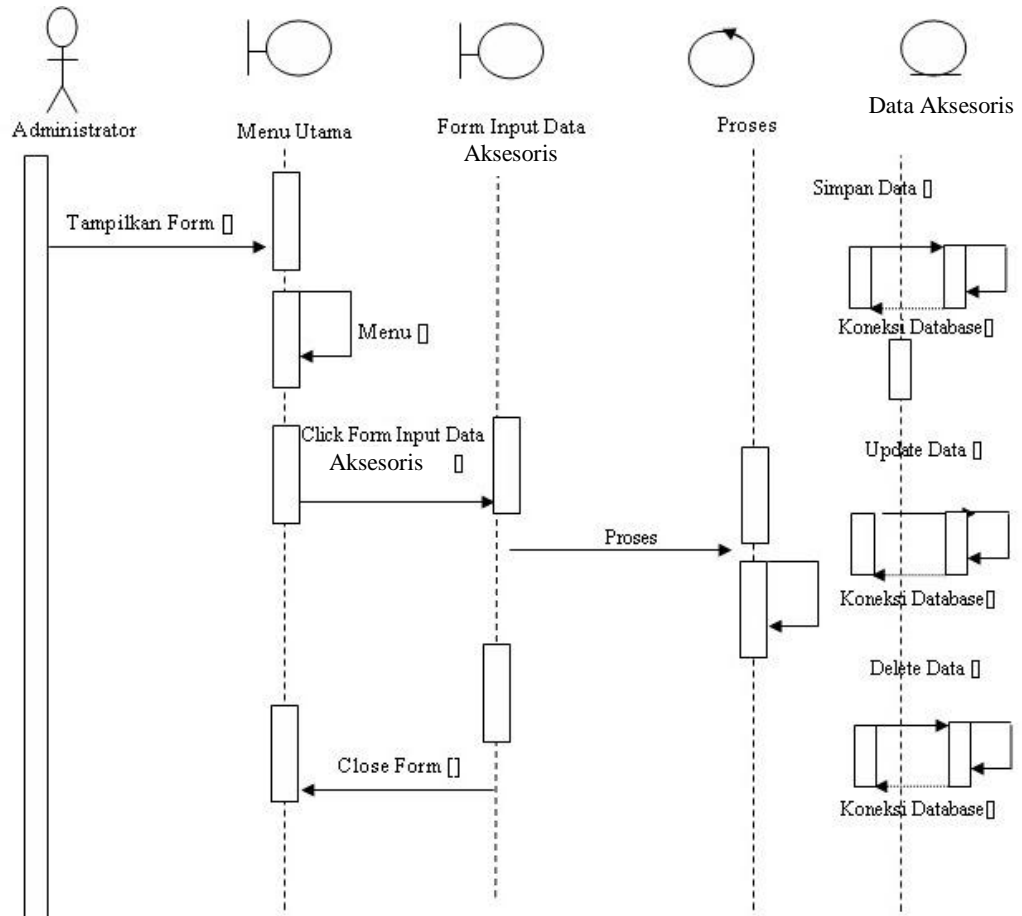 Administrator
Menu Utama
Form Input Data
Aksesoris
Proses
Data Aksesoris
Simpan Data []
Tampilkan Form []
Koneksi Database[]
Menu []
Click Form Input Data
Aksesoris []
Update Data []
Proses
Koneksi Database[]
Delete Data []
Close Form []
Koneksi Database[]